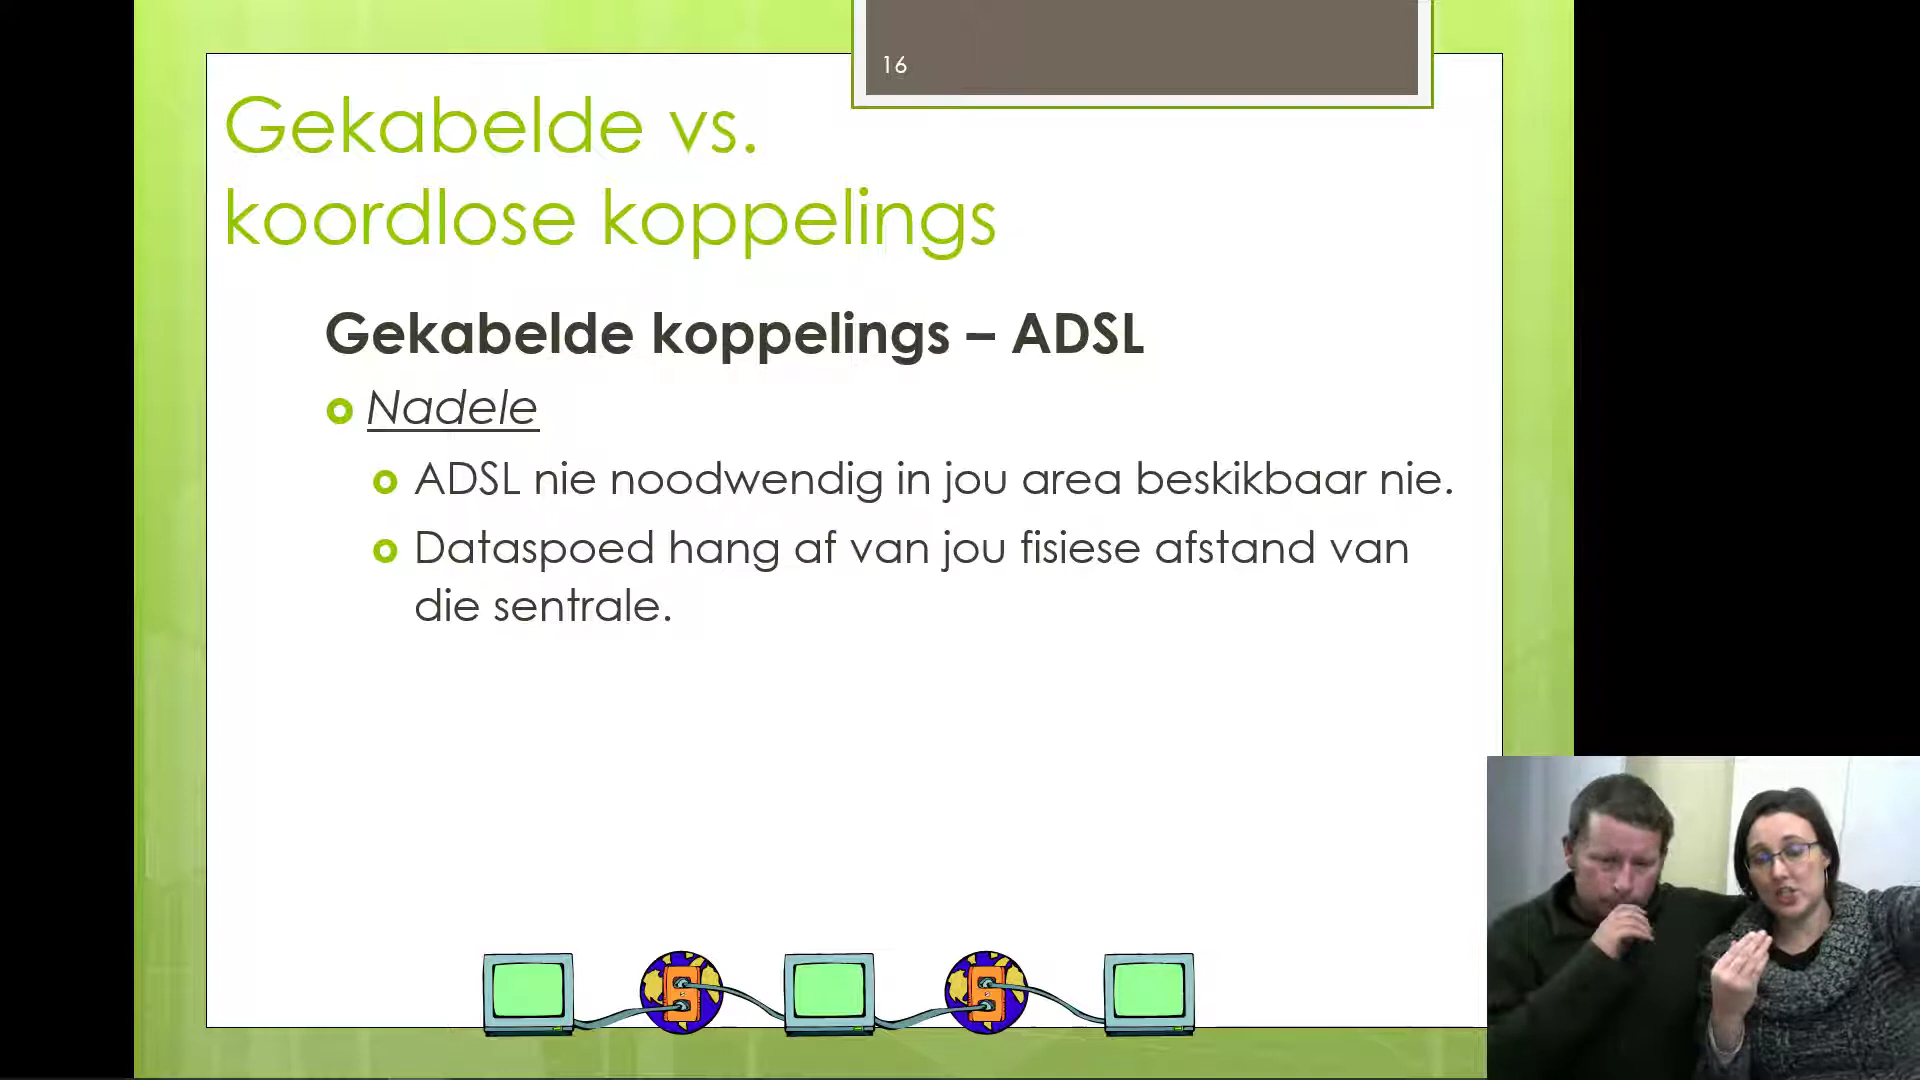 16
Gekabelde vs.
koordlose koppelings
Gekabelde koppelings – ADSL
Nadele
ADSL nie noodwendig in jou area beskikbaar nie.
Dataspoed hang af van jou fisiese afstand van
die sentrale.